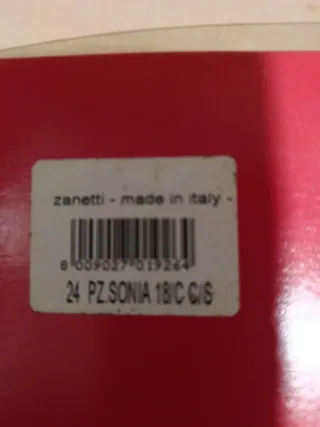 zanetti - made in italy -
8 009027 019264
24 PZ.SONIA 18/C C/S